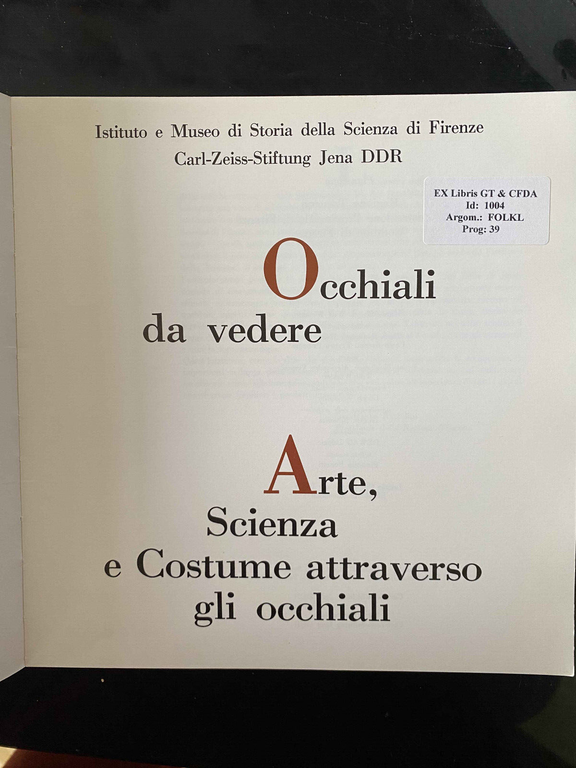 Istituto e Museo di Storia della Scienza di Firenze
Carl-Zeiss-Stiftung Jena DDR
EX Libris GT & CFDA
Id: 1004
Argom.: FOLKL
Prog: 39
Occhiali
da vedere
Arte,
Scienza
e Costume attraverso
gli occhiali